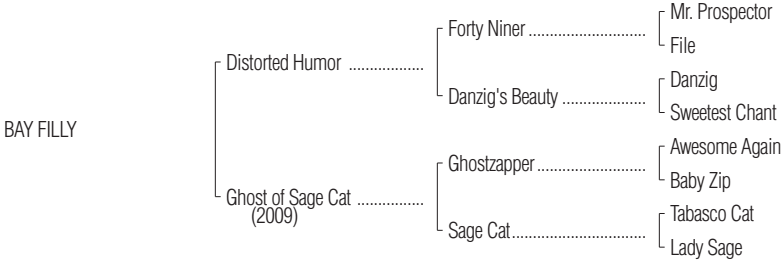 Mr. Prospector
Forty Niner ............................
File
Distorted Humor ..................
Danzig
Danzig's Beauty ....................
Sweetest Chant
BAY FILLY
Awesome Again
Ghostzapper..........................
Baby Zip
Ghost of Sage Cat ................
(2009)
Tabasco Cat
Sage Cat................................
Lady Sage